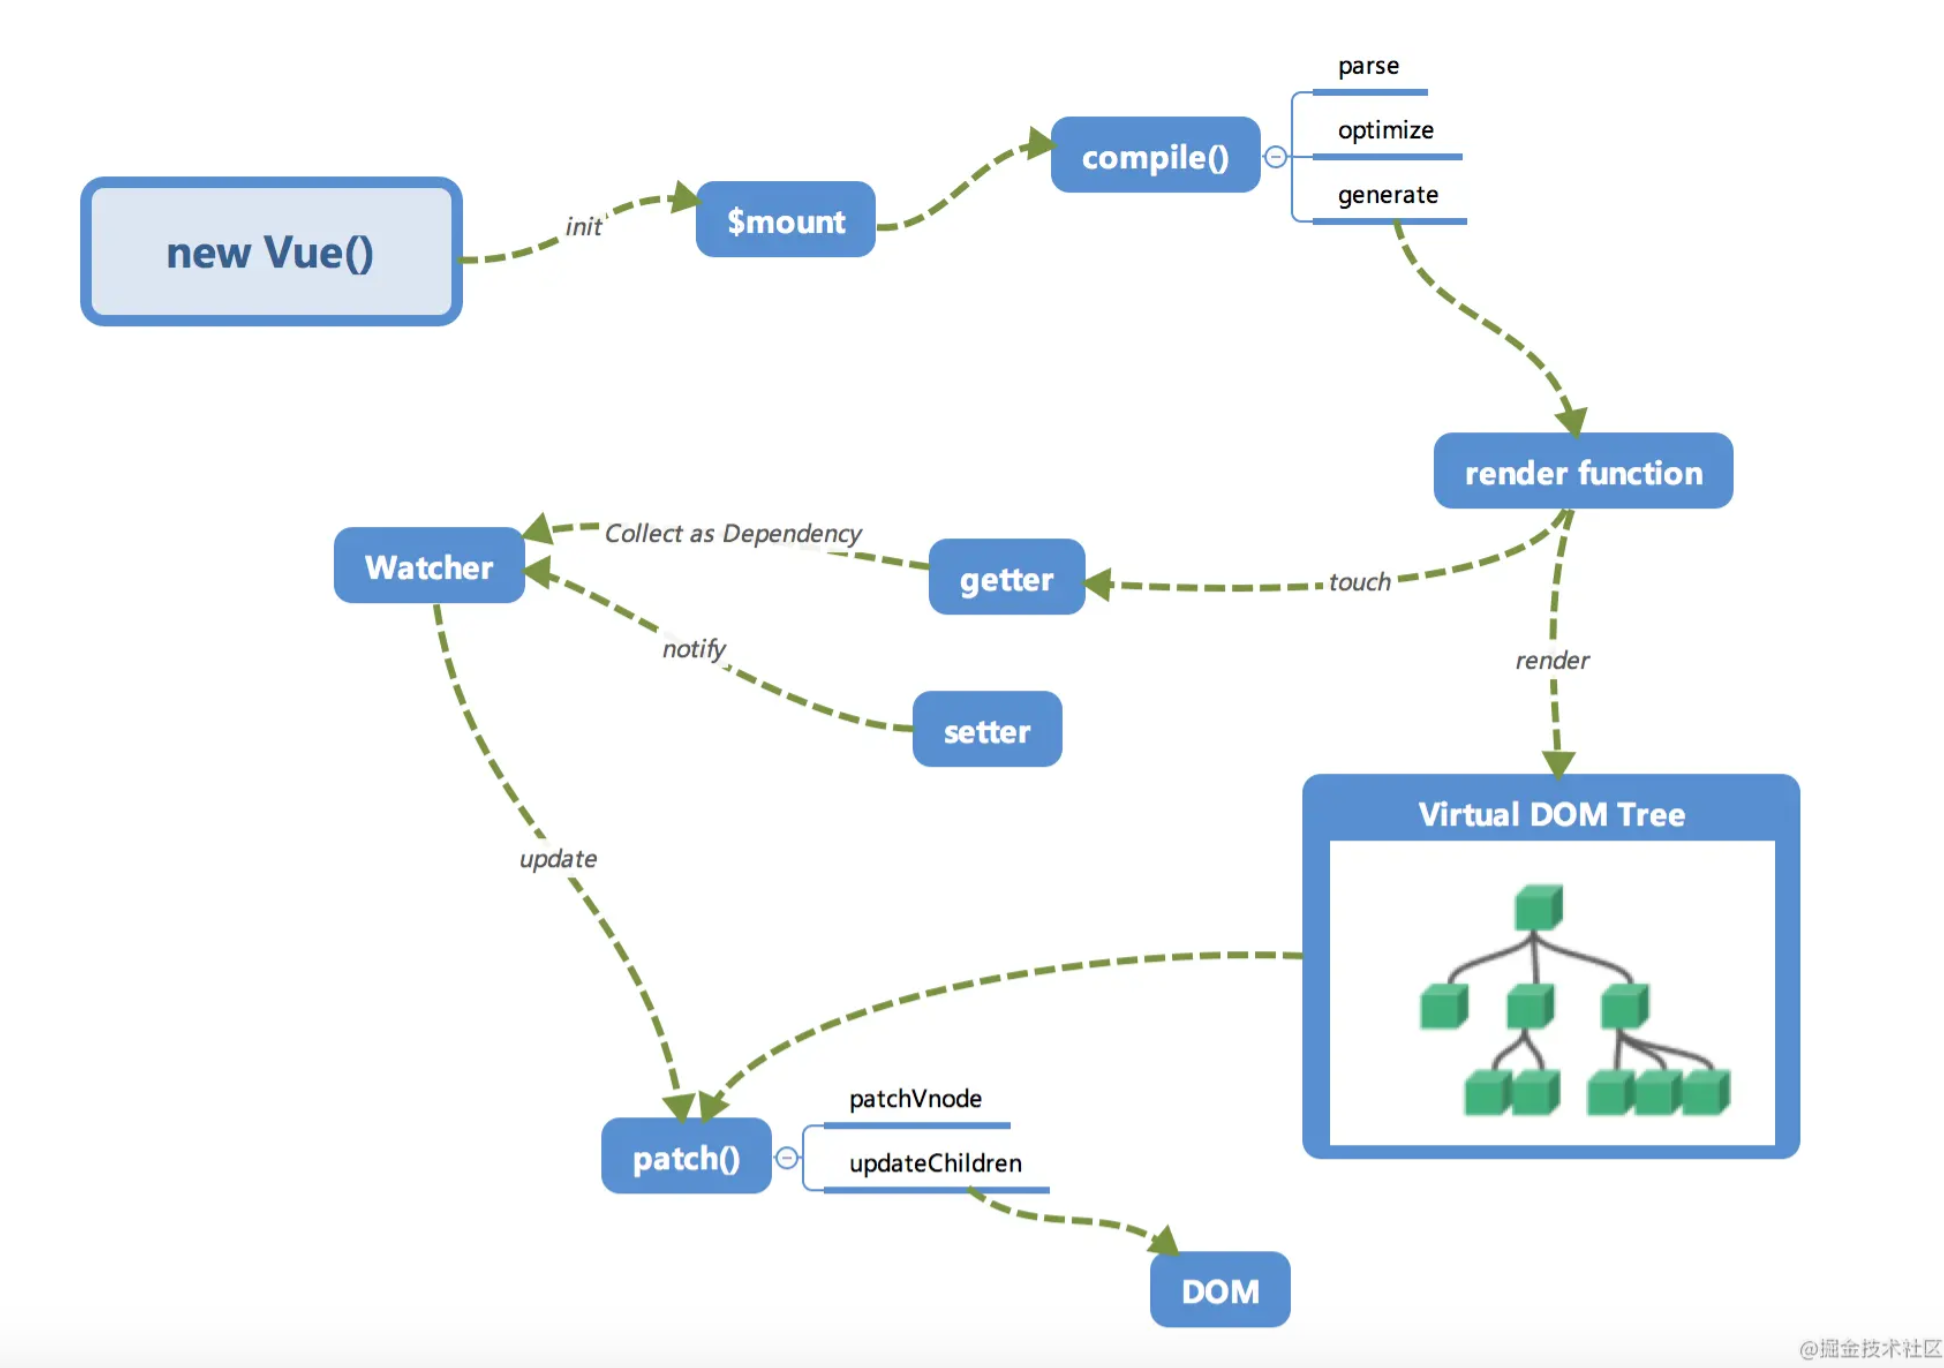 new Vue()
init
$mount
compile()
parse
optimize
generate
render function
touch
getter
Collect as Dependency
Watcher
notify
setter
render
Virtual DOM Tree
update
patch()
patchVnode
updateChildren
DOM
@掘金技术社区